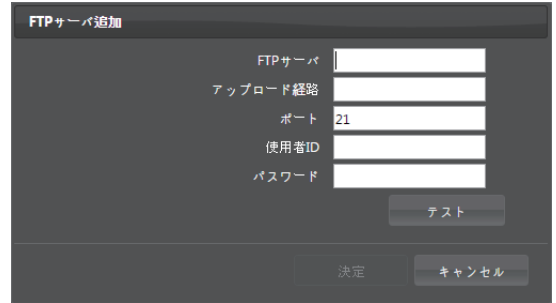 FTPサーバ追加
FTPサーバ
アップロード経路
ポート 21
使用者ID
パスワード
テスト
決定 キャンセル